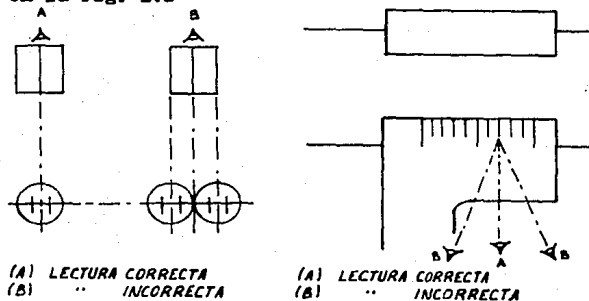 A B
(A) LECTURA CORRECTA
(B) " INCORRECTA
B A B
(A) LECTURA CORRECTA
(B) " INCORRECTA